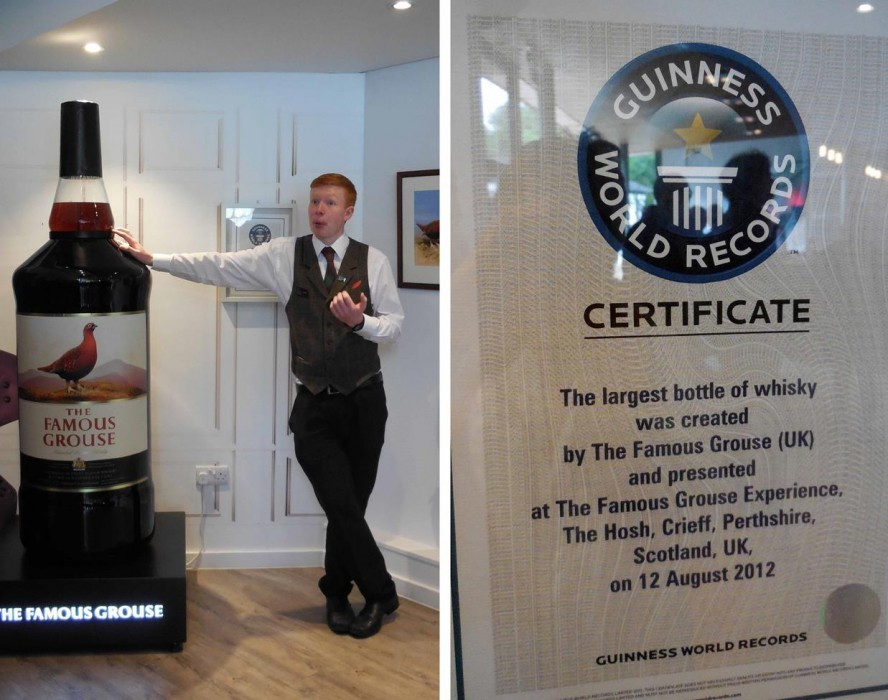 THE
FAMOUS
GROUSE
THE FAMOUS GROUSE
GUINNESS
WORLD RECORDS
TM
CERTIFICATE
The largest bottle of whisky
was created
by The Famous Grouse (UK)
and presented
at The Famous Grouse Experience,
The Hosh, Crieff, Perthshire,
Scotland, UK,
on 12 August 2012
GUINNESS WORLD RECORDS